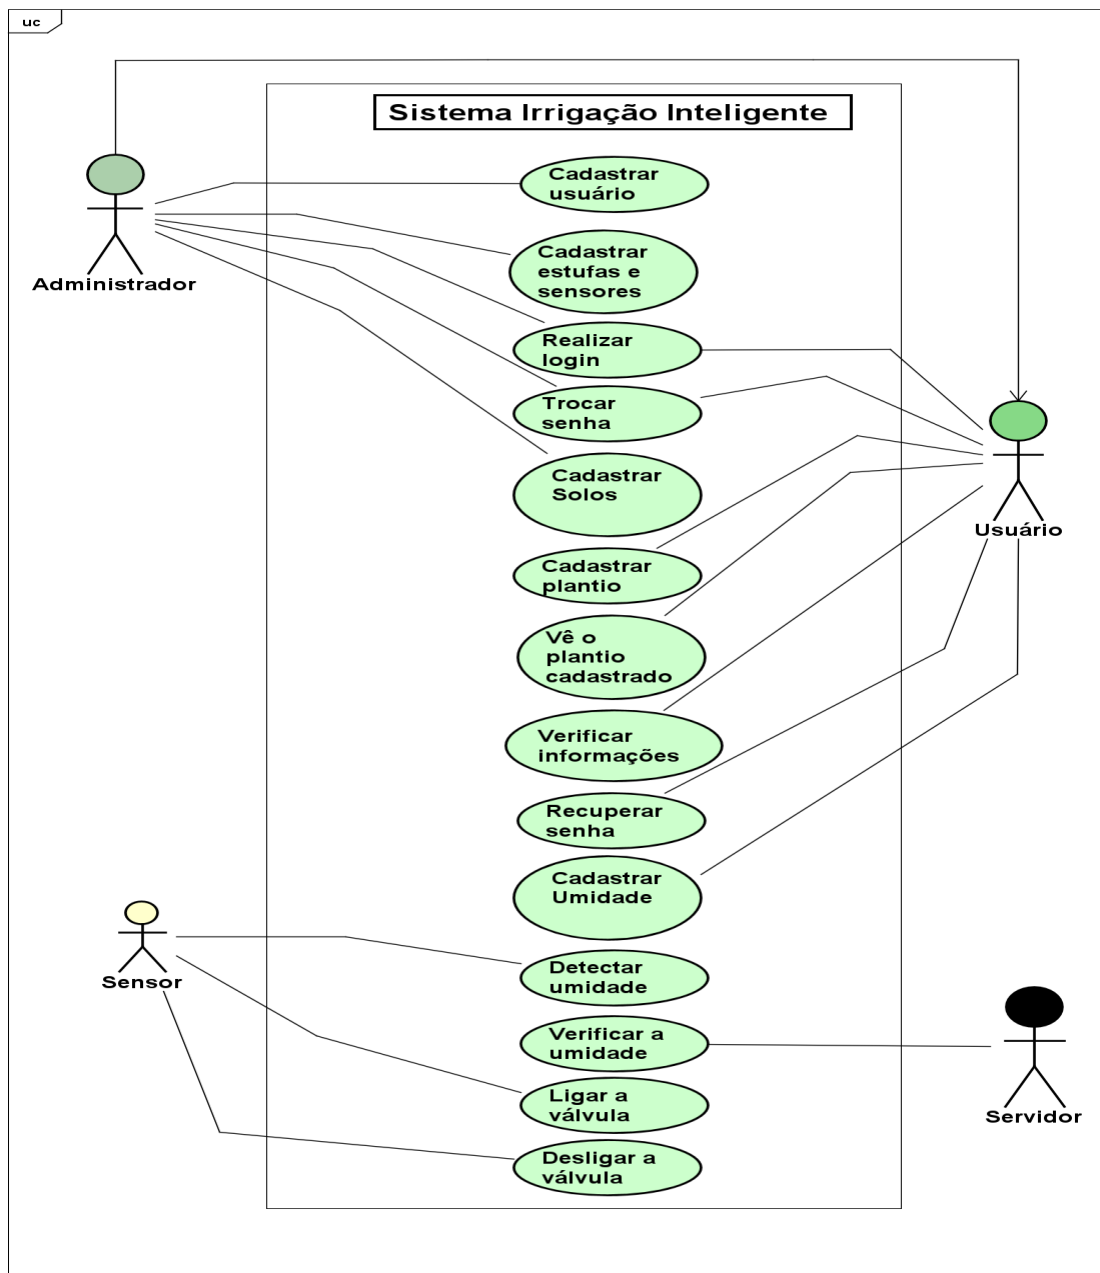 uc
Sistema Irrigação Inteligente
Cadastrar
usuário
Administrador
Cadastrar
estufas e
sensores
Realizar
login
Trocar
senha
Cadastrar
Solos
Usuário
Cadastrar
plantio
Vê o
plantio
cadastrado
Verificar
informações
Recuperar
senha
Cadastrar
Umidade
Sensor
Detectar
umidade
Verificar a
umidade
Ligar a
válvula
Servidor
Desligar a
válvula